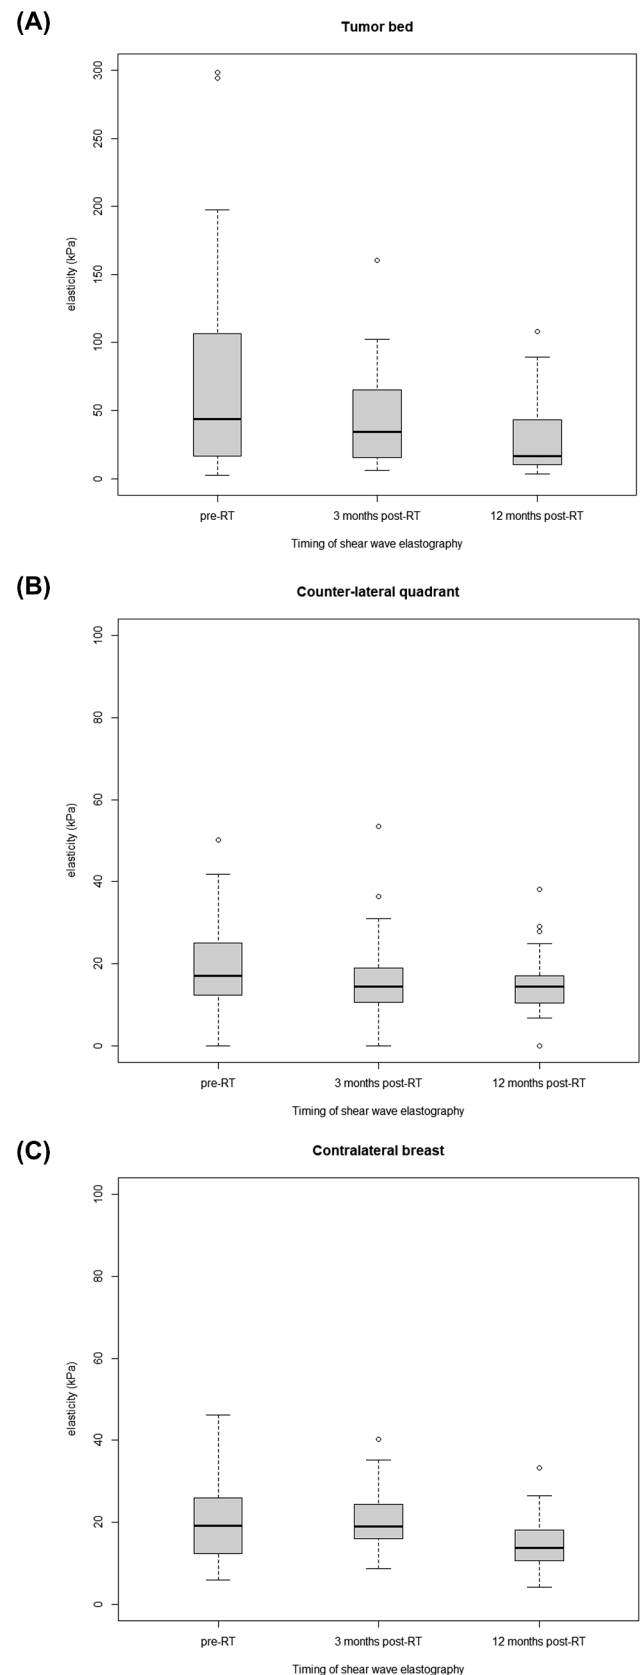 (A)
Tumor bed
300
250
200
150
100
50
0
elasticity (kPa)
pre-RT 3 months post-RT 12 months post-RT
Timing of shear wave elastography
(B)
Counter-lateral quadrant
100
80
60
40
20
0
elasticity (kPa)
pre-RT 3 months post-RT 12 months post-RT
Timing of shear wave elastography
(C)
Contralateral breast
100
80
60
40
20
0
elasticity (kPa)
pre-RT 3 months post-RT 12 months post-RT
Timing of shear wave elastography